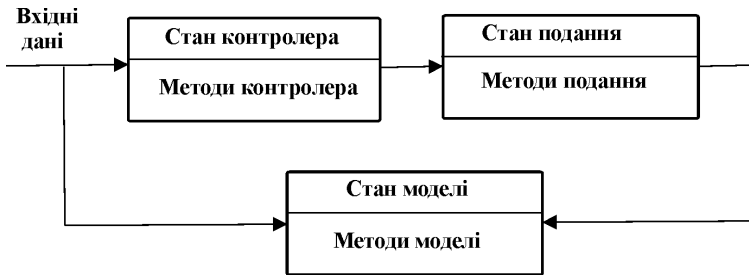 Вхідні
дані
Стан контролера
Методи контролера
Стан подання
Методи подання
Стан моделі
Методи моделі